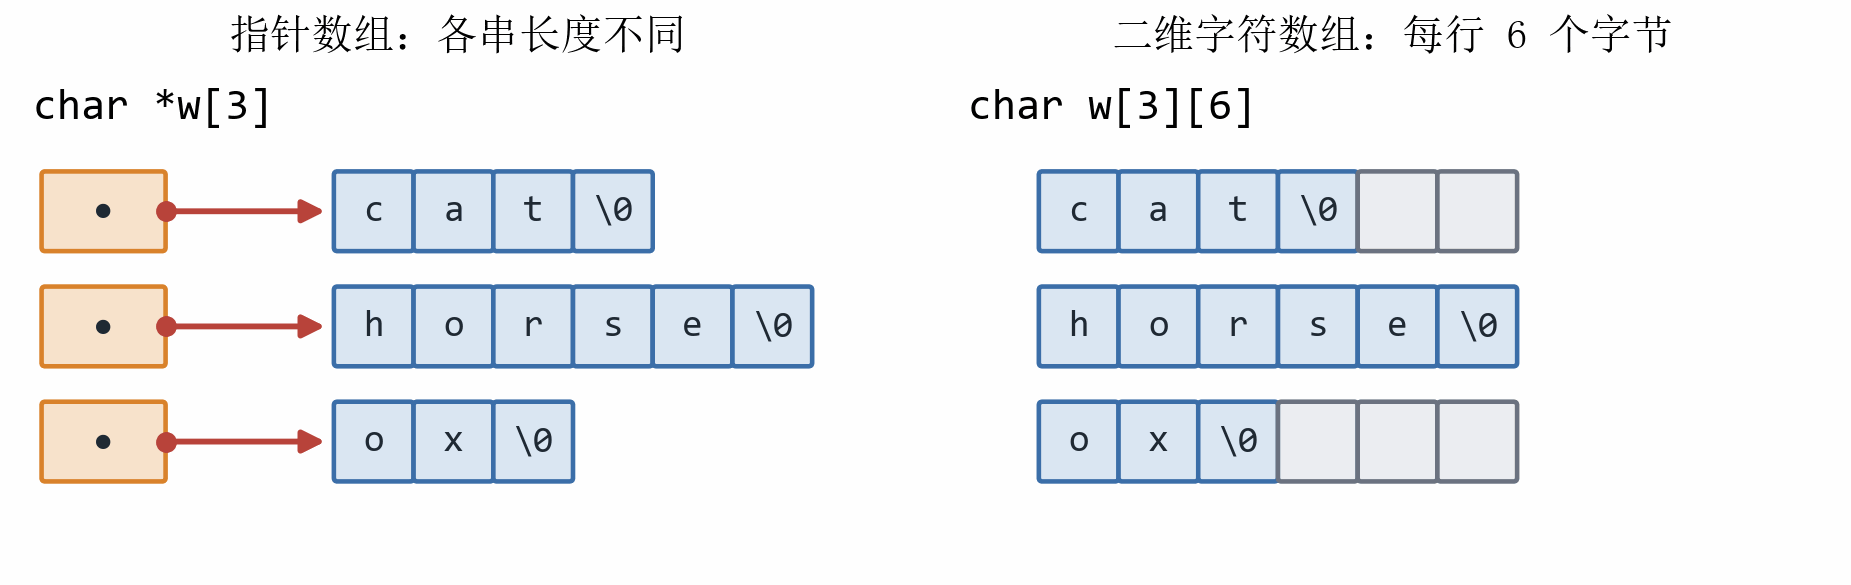 指针数组：各串长度不同
char *w[3]
c a t \0
h o r s e \0
o x \0
二维字符数组：每行 6 个字节
char w[3][6]
c a t \0
h o r s e \0
o x \0